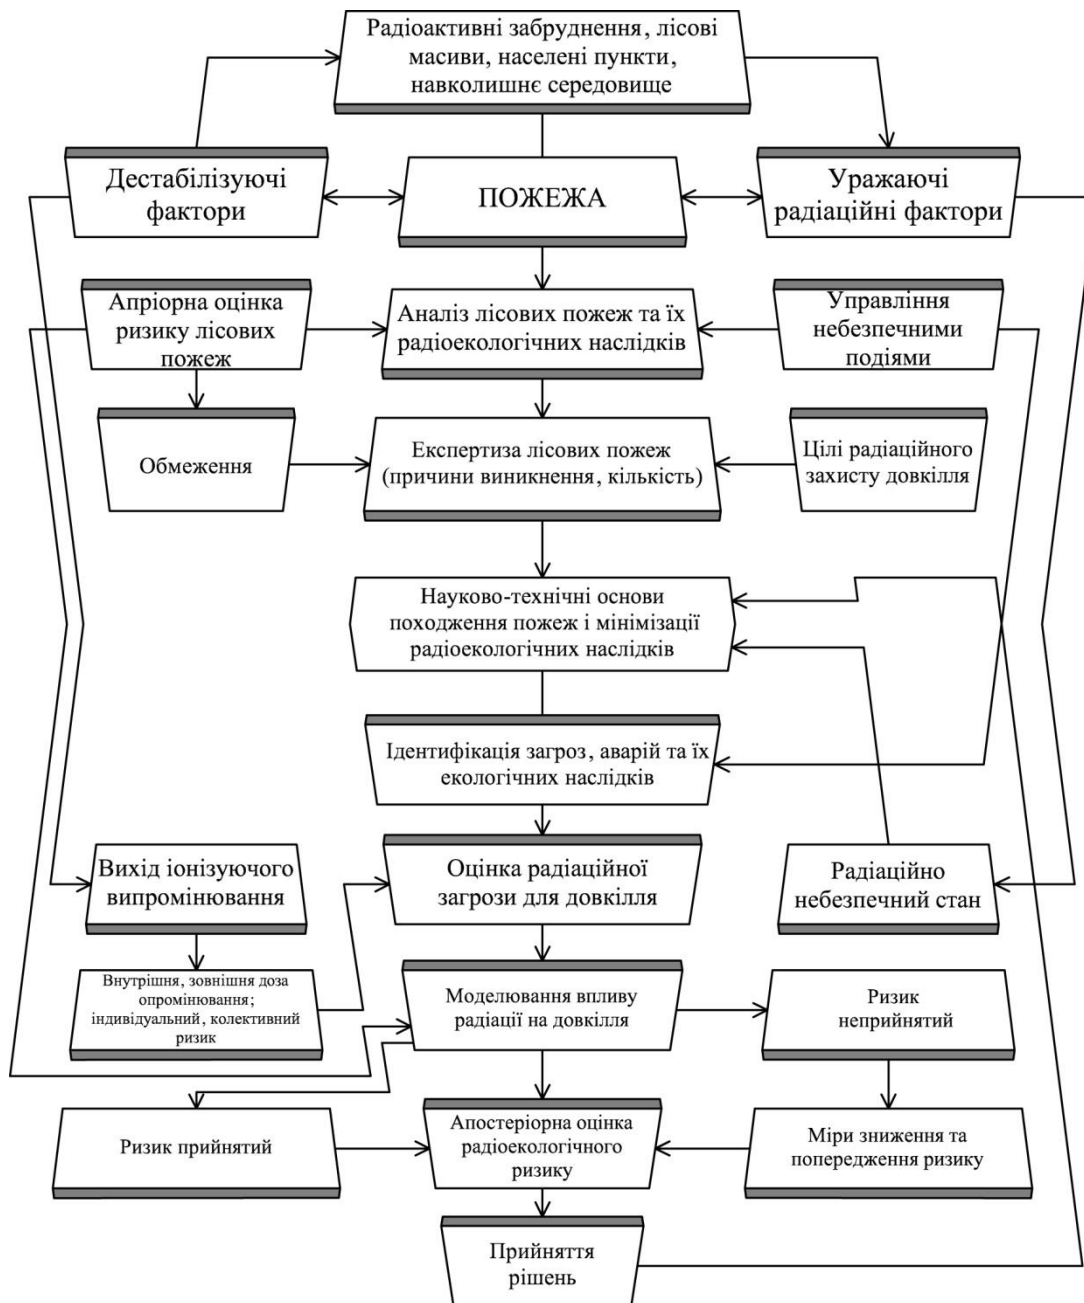 Радіоактивні забруднення, лісові
масиви, населені пункти,
навколишнє середовище
Дестабілізуючі
фактори
ПОЖЕЖА
Уражаючі
радіаційні фактори
Апріорна оцінка
ризику лісових
пожеж
Аналіз лісових пожеж та їх
радіоекологічних наслідків
Управління
небезпечними
подіями
Обмеження
Експертиза лісових пожеж
(причини виникнення, кількість)
Цілі радіаційного
захисту довкілля
Науково-технічні основи
походження пожеж і мінімізації
радіоекологічних наслідків
Ідентифікація загроз, аварій та їх
екологічних наслідків
Вихід іонізуючого
випромінювання
Оцінка радіаційної
загрози для довкілля
Радіаційно
небезпечний стан
Внутрішня, зовнішня доза
опромінювання;
індивідуальний, колективний
ризик
Моделювання впливу
радіації на довкілля
Ризик
неприйнятий
Ризик прийнятий
Апостеріорна оцінка
радіоекологічного
ризику
Міри зниження та
попередження ризику
Прийняття
рішень